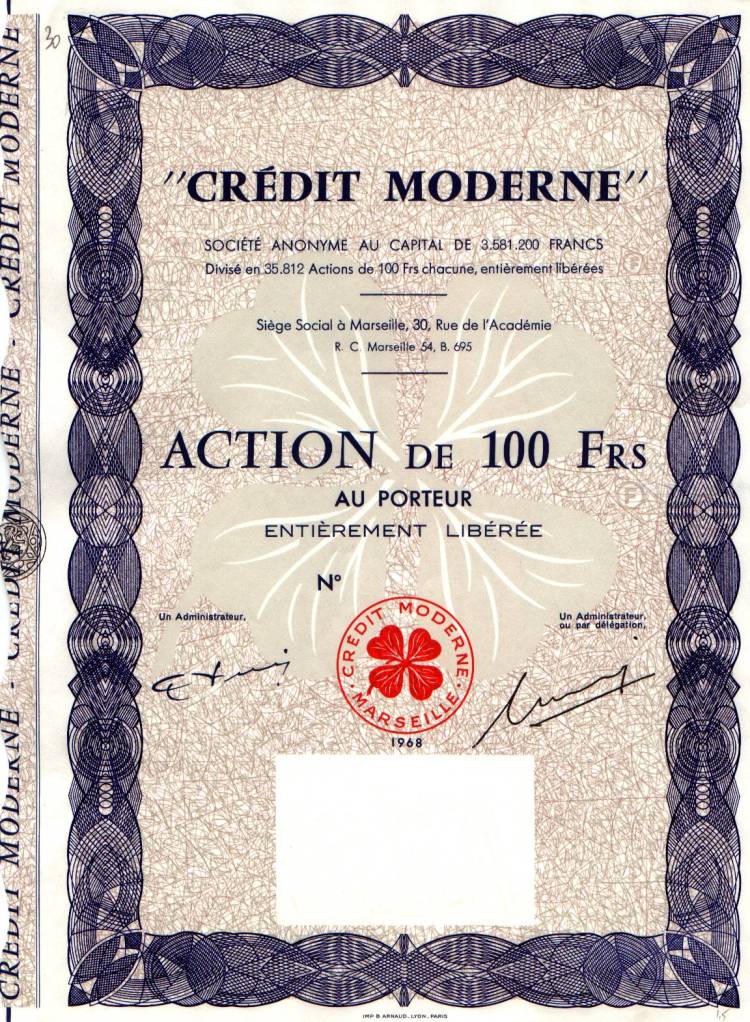 30
"CRÉDIT MODERNE"
SOCIÉTÉ ANONYME AU CAPITAL DE 3.581.200 FRANCS
Divisé en 35.812 Actions de 100 Frs chacune, entièrement libérées
Siège Social à Marseille, 30, Rue de l'Académie
R. C. Marseille 54, B. 695
ACTION DE 100 FRS
AU PORTEUR
ENTIÈREMENT LIBÉRÉE
N°
Un Administrateur,
Un Administrateur,
ou par délégation,
CRÉDIT MODERNE
MARSEILLE
1968
IMP B. ARNAUD_LYON_PARIS
15
CRÉDIT MODERNE - CRÉDIT MODERNE - CRÉDIT MODERNE